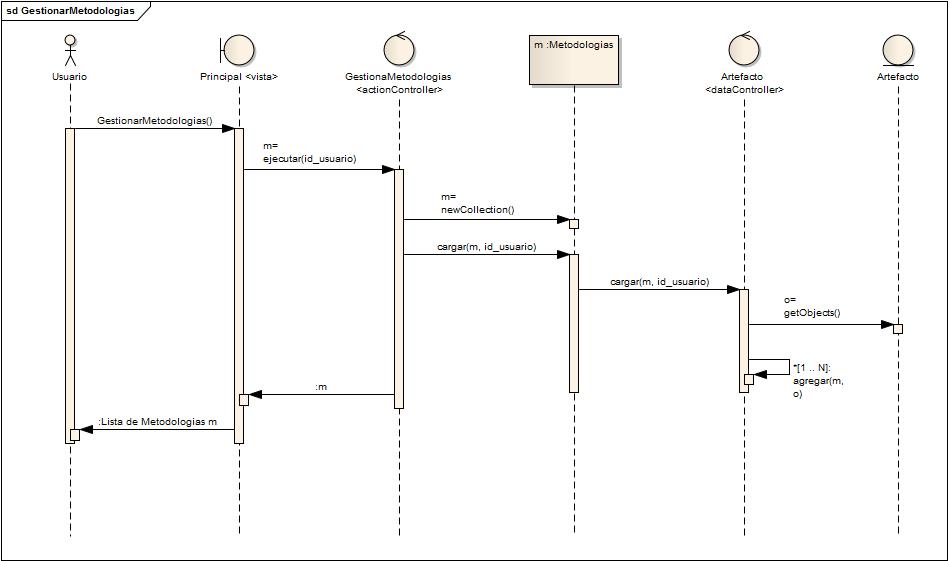 sd GestionarMetodologias
Usuario
Principal <vista>
GestionaMetodologias
<actionController>
m :Metodologias
Artefacto
<dataController>
Artefacto
GestionarMetodologias()
m=
ejecutar(id_usuario)
m=
newCollection()
cargar(m, id_usuario)
cargar(m, id_usuario)
o=
getObjects()
*[1 .. N]:
agregar(m,
o)
:m
:Lista de Metodologias m